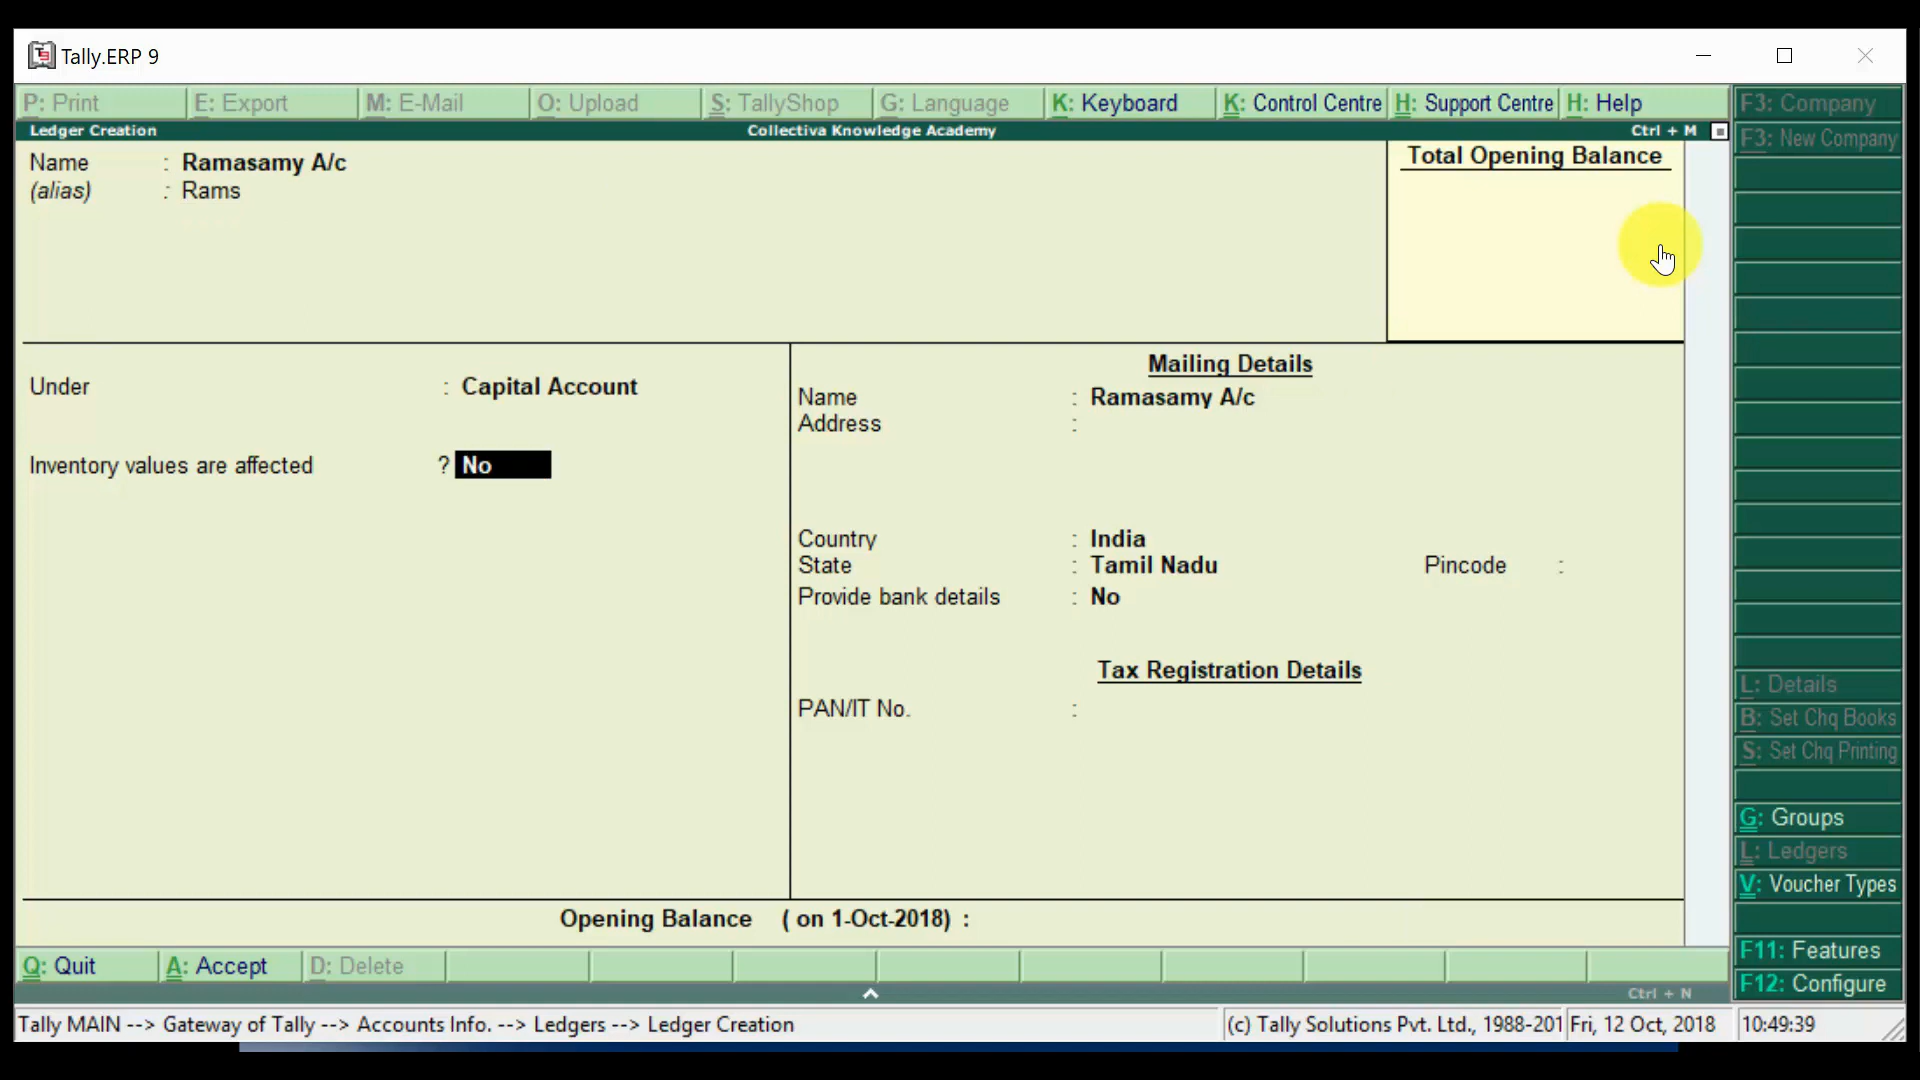 Tally.ERP 9
P: Print E: Export M: E-Mail O: Upload S: TallyShop G: Language K: Keyboard K: Control Centre H: Support Centre H: Help
Ledger Creation Collectiva Knowledge Academy Ctrl + M
Name : Ramasamy A/c
(alias) : Rams
Total Opening Balance
Under : Capital Account
Inventory values are affected ? No
Mailing Details
Name : Ramasamy A/c
Address :
Country : India
State : Tamil Nadu Pincode :
Provide bank details : No
Tax Registration Details
PAN/IT No. :
Opening Balance ( on 1-Oct-2018) :
F3: Company
F3: New Company
L: Details
B: Set Chq Books
S: Set Chq Printing
G: Groups
L: Ledgers
V: Voucher Types
F11: Features
F12: Configure
Q: Quit A: Accept D: Delete
Ctrl + N
Tally MAIN --> Gateway of Tally --> Accounts Info. --> Ledgers --> Ledger Creation (c) Tally Solutions Pvt. Ltd., 1988-201 Fri, 12 Oct, 2018 10:49:39